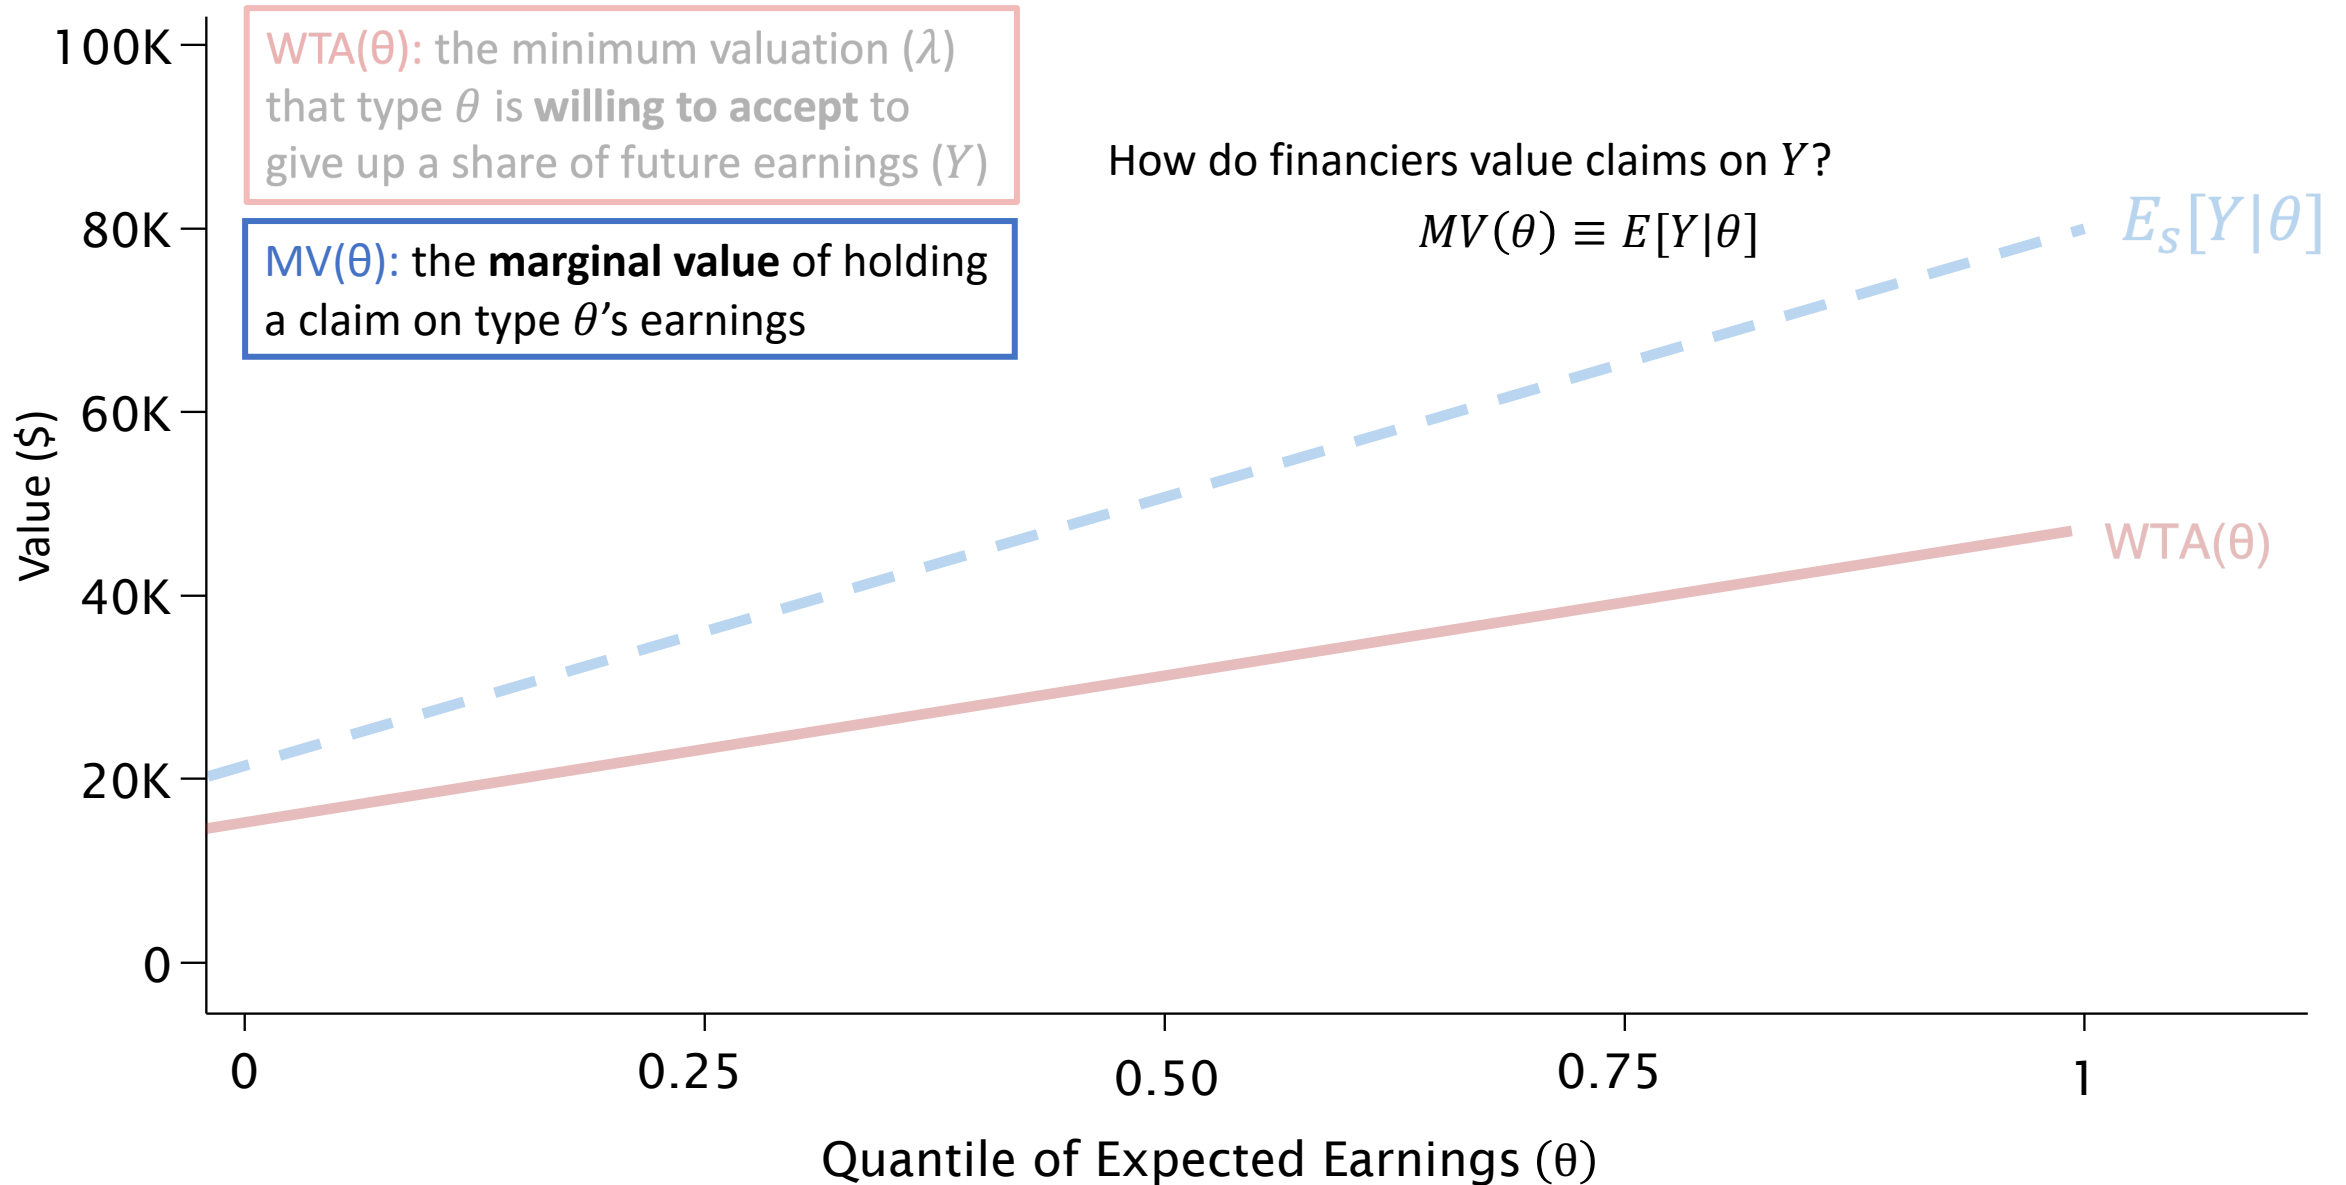 WTA(θ): the minimum valuation (λ)
that type θ is willing to accept to
give up a share of future earnings (Y)
MV(θ): the marginal value of holding
a claim on type θ’s earnings
How do financiers value claims on Y?
MV(θ) ≡ E[Y|θ]
E_s[Y|θ]
WTA(θ)
Value ($)
100K
80K
60K
40K
20K
0
0 0.25 0.50 0.75 1
Quantile of Expected Earnings (θ)